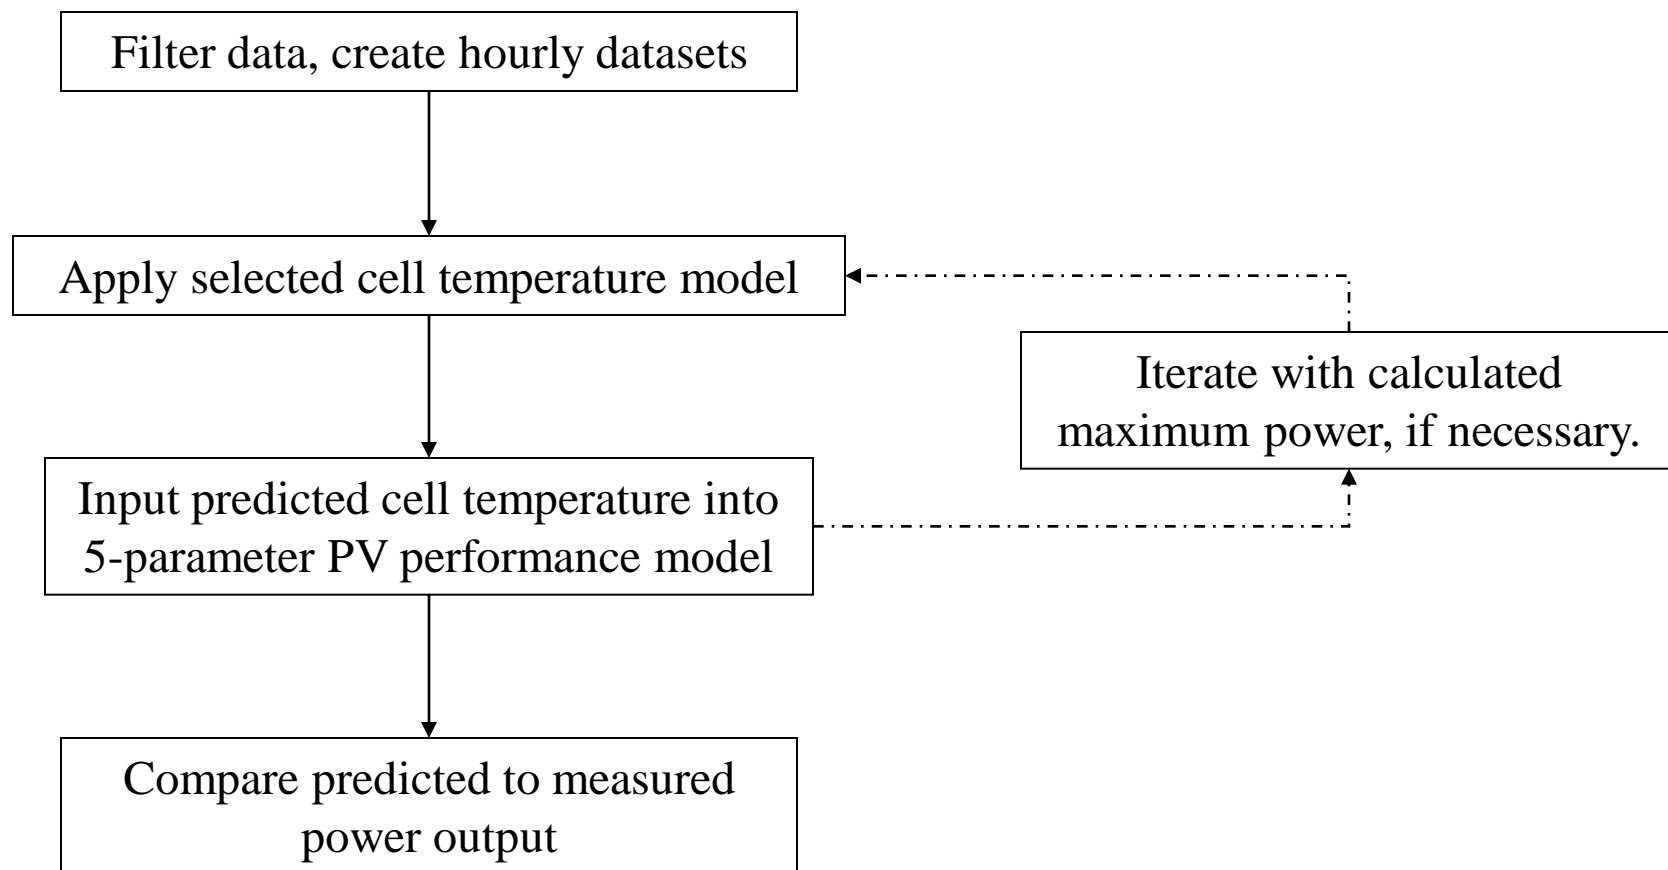 Filter data, create hourly datasets
Apply selected cell temperature model
Iterate with calculated
maximum power, if necessary.
Input predicted cell temperature into
5-parameter PV performance model
Compare predicted to measured
power output